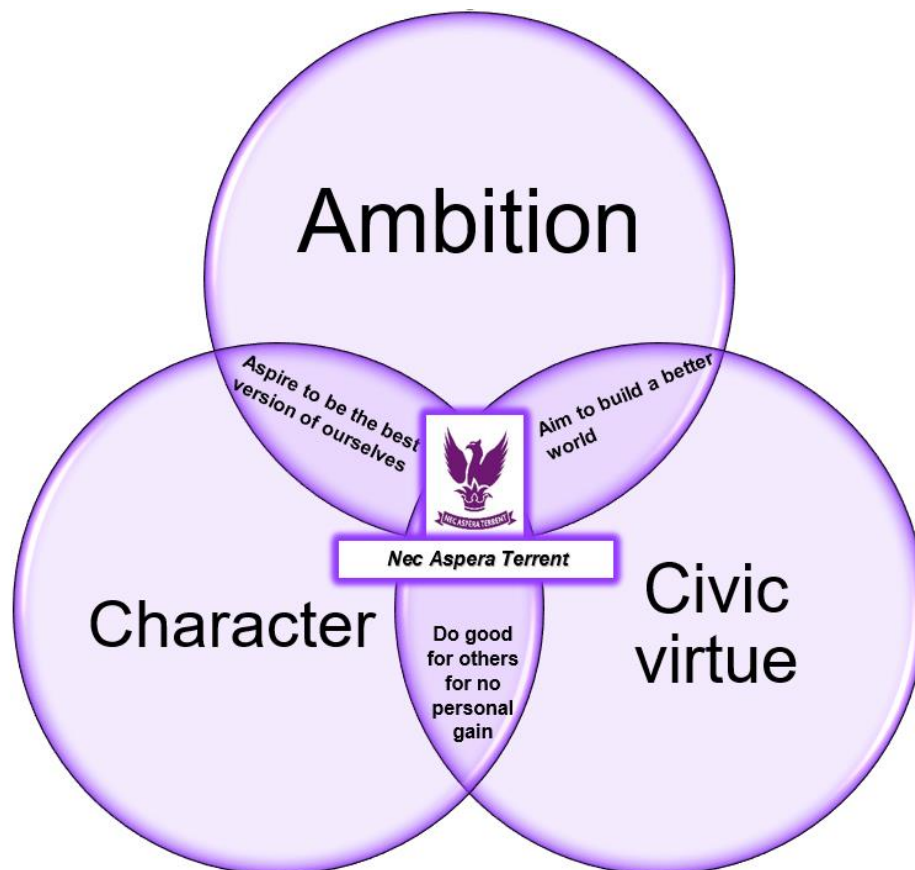 Ambition
Aspire to be the best
version of ourselves
Aim to build a better
world
NEC ASPERA TERRENT
Nec Aspera Terrent
Character
Civic
virtue
Do good
for others
for no
personal
gain